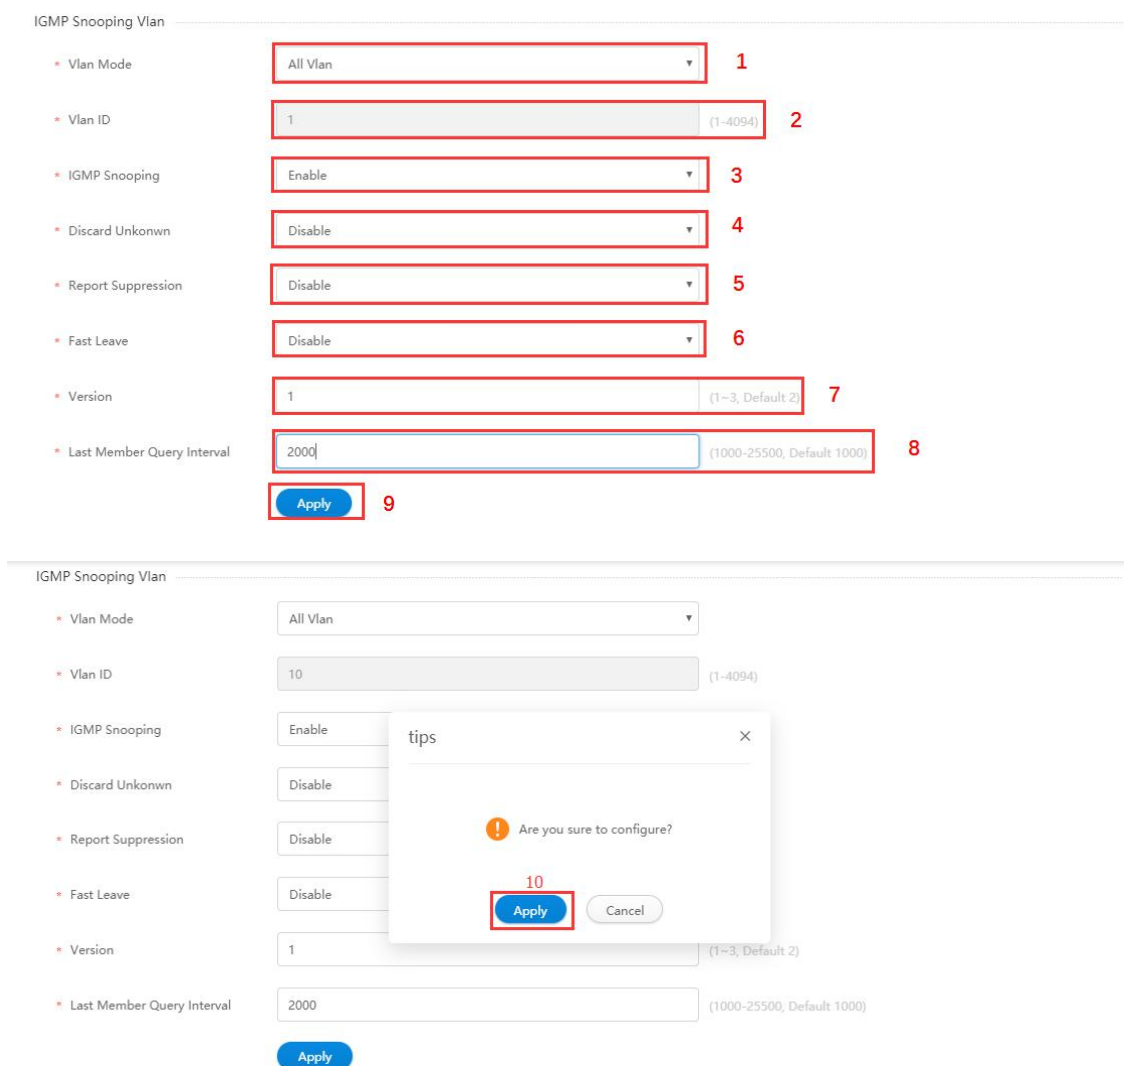 IGMP Snooping Vlan
* Vlan Mode All Vlan 1
* Vlan ID 1 (1-4094) 2
* IGMP Snooping Enable 3
* Discard Unkonwn Disable 4
* Report Suppression Disable 5
* Fast Leave Disable 6
* Version 1 (1~3, Default 2) 7
* Last Member Query Interval 2000 (1000-25500, Default 1000) 8
Apply 9
IGMP Snooping Vlan
* Vlan Mode All Vlan
* Vlan ID 10 (1-4094)
* IGMP Snooping Enable
tips
* Discard Unkonwn Disable
Are you sure to configure?
* Report Suppression Disable
10
* Fast Leave Disable
Apply Cancel
* Version 1 (1~3, Default 2)
* Last Member Query Interval 2000 (1000-25500, Default 1000)
Apply